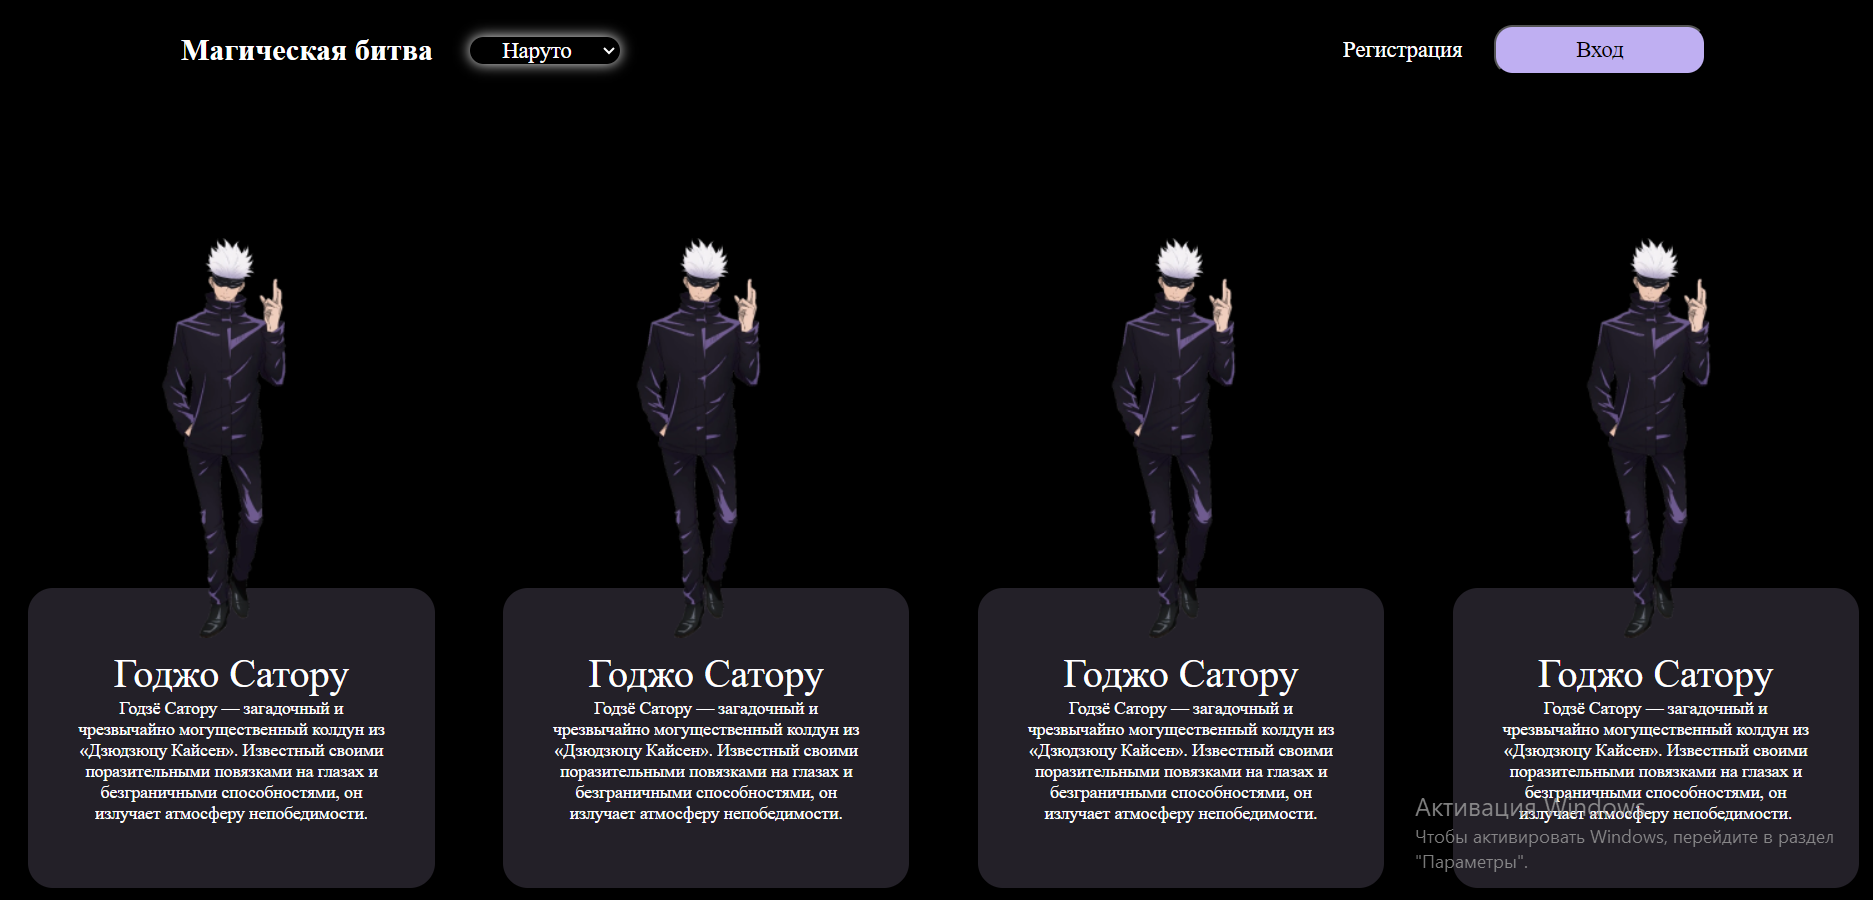 Магическая битва
Наруто
Регистрация
Вход
Годжо Сатору
Годзё Сатору — загадочный и
чрезвычайно могущественный колдун из
«Дзюдзюцу Кайсен». Известный своими
поразительными повязками на глазах и
безграничными способностями, он
излучает атмосферу непобедимости.
Годжо Сатору
Годзё Сатору — загадочный и
чрезвычайно могущественный колдун из
«Дзюдзюцу Кайсен». Известный своими
поразительными повязками на глазах и
безграничными способностями, он
излучает атмосферу непобедимости.
Годжо Сатору
Годзё Сатору — загадочный и
чрезвычайно могущественный колдун из
«Дзюдзюцу Кайсен». Известный своими
поразительными повязками на глазах и
безграничными способностями, он
излучает атмосферу непобедимости.
Годжо Сатору
Годзё Сатору — загадочный и
чрезвычайно могущественный колдун из
«Дзюдзюцу Кайсен». Известный своими
поразительными повязками на глазах и
безграничными способностями, он
излучает атмосферу непобедимости.
Активация Windows
Чтобы активировать Windows, перейдите в раздел
"Параметры".